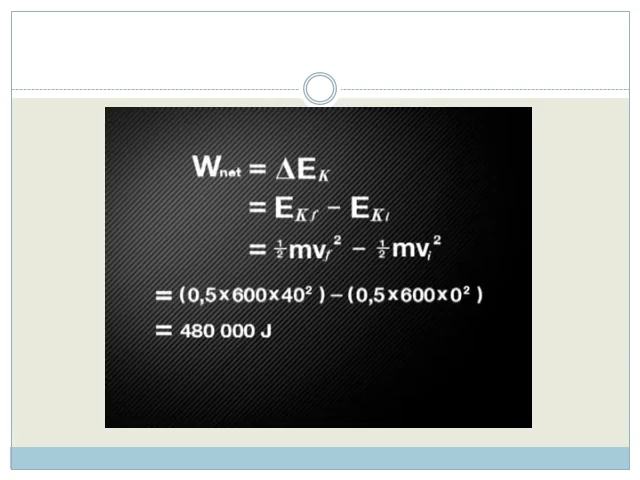 Wnet = ΔEK
= EKf – EKi
= ½mvf² – ½mvi²
= (0,5×600×40²) – (0,5×600×0²)
= 480 000 J